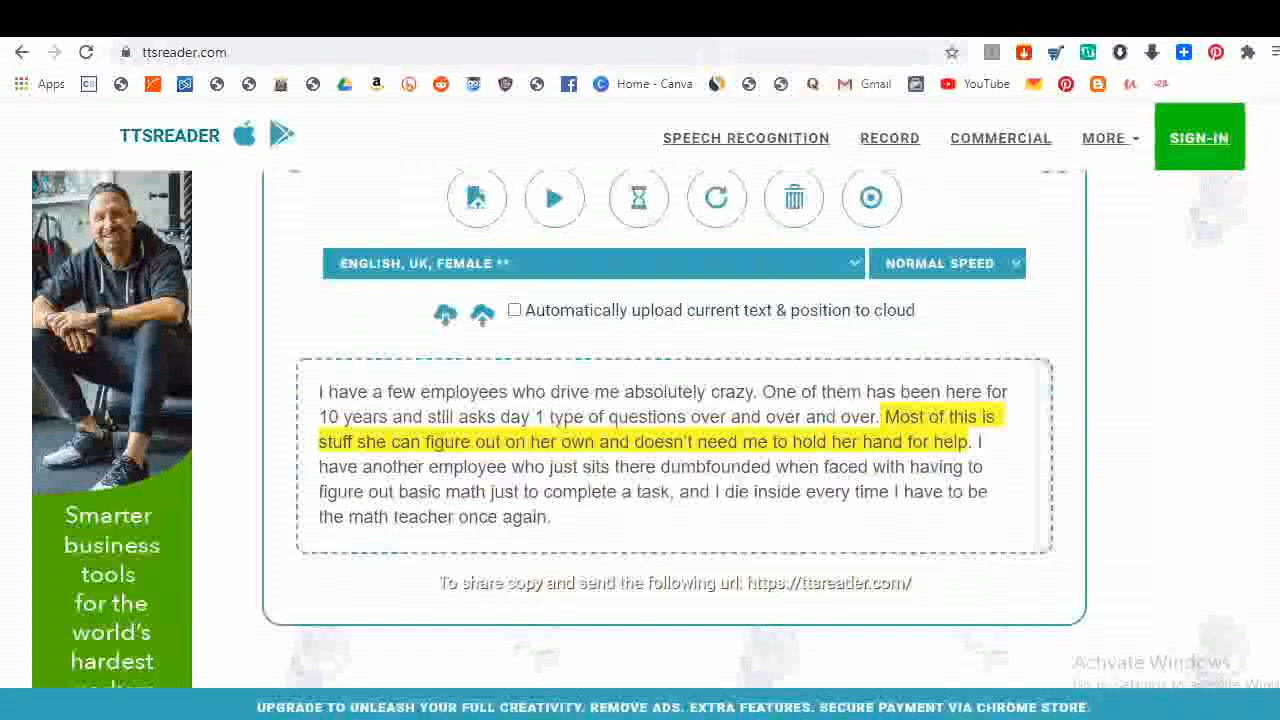 ttsreader.com
Apps
Home - Canva
Gmail
YouTube
TTSREADER
SPEECH RECOGNITION
RECORD
COMMERCIAL
MORE
SIGN-IN
ENGLISH, UK, FEMALE **
NORMAL SPEED
Automatically upload current text & position to cloud
I have a few employees who drive me absolutely crazy. One of them has been here for
10 years and still asks day 1 type of questions over and over and over. Most of this is
stuff she can figure out on her own and doesn't need me to hold her hand for help. I
have another employee who just sits there dumbfounded when faced with having to
figure out basic math just to complete a task, and I die inside every time I have to be
the math teacher once again.
To share copy and send the following url: https://ttsreader.com/
Smarter
business
tools
for the
world's
hardest
Activate Windows
UPGRADE TO UNLEASH YOUR FULL CREATIVITY. REMOVE ADS. EXTRA FEATURES. SECURE PAYMENT VIA CHROME STORE.